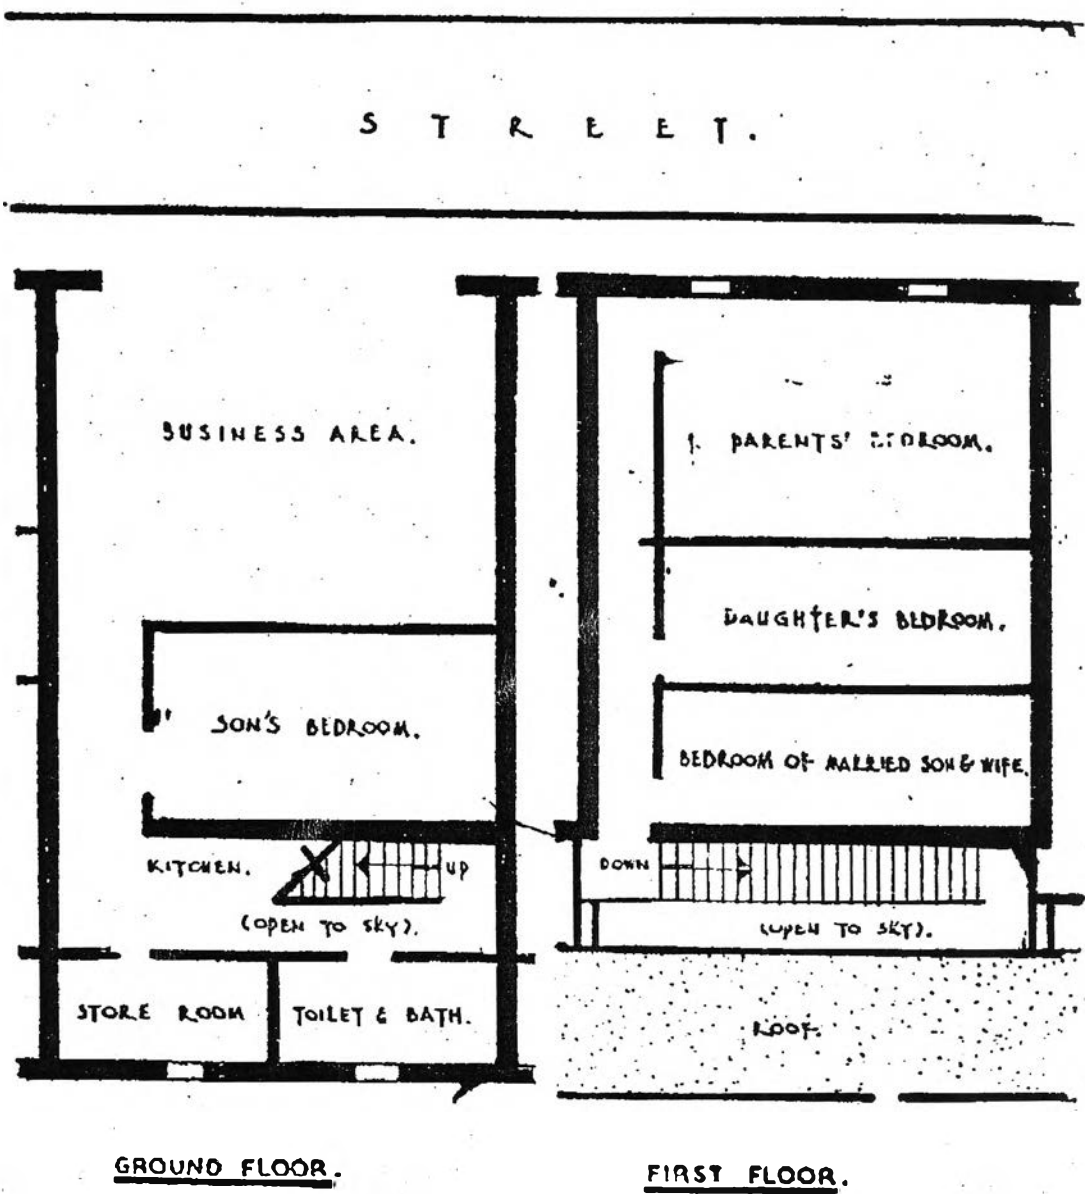 STREET.
BUSINESS AREA.
SON'S BEDROOM.
KITCHEN.
UP
(OPEN TO SKY).
STORE ROOM
TOILET & BATH.
GROUND FLOOR.
PARENTS' BEDROOM.
DAUGHTER'S BEDROOM.
BEDROOM OF MARRIED SON & WIFE.
DOWN
(OPEN TO SKY).
ROOF.
FIRST FLOOR.